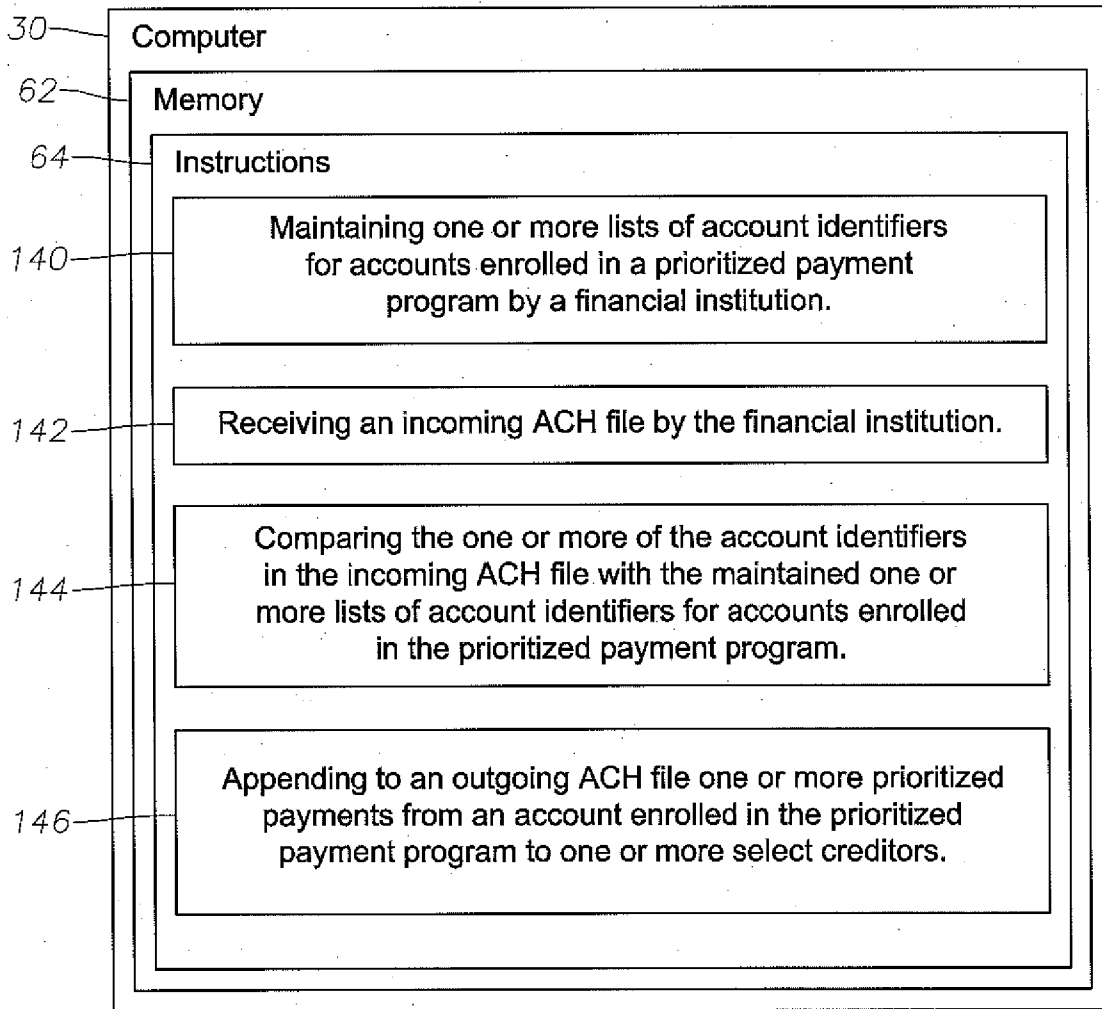 30 Computer
62 Memory
64 Instructions
Maintaining one or more lists of account identifiers
140 for accounts enrolled in a prioritized payment
program by a financial institution.
142 Receiving an incoming ACH file by the financial institution.
Comparing the one or more of the account identifiers
in the incoming ACH file with the maintained one or
144 more lists of account identifiers for accounts enrolled
in the prioritized payment program.
Appending to an outgoing ACH file one or more prioritized
146 payments from an account enrolled in the prioritized
payment program to one or more select creditors.